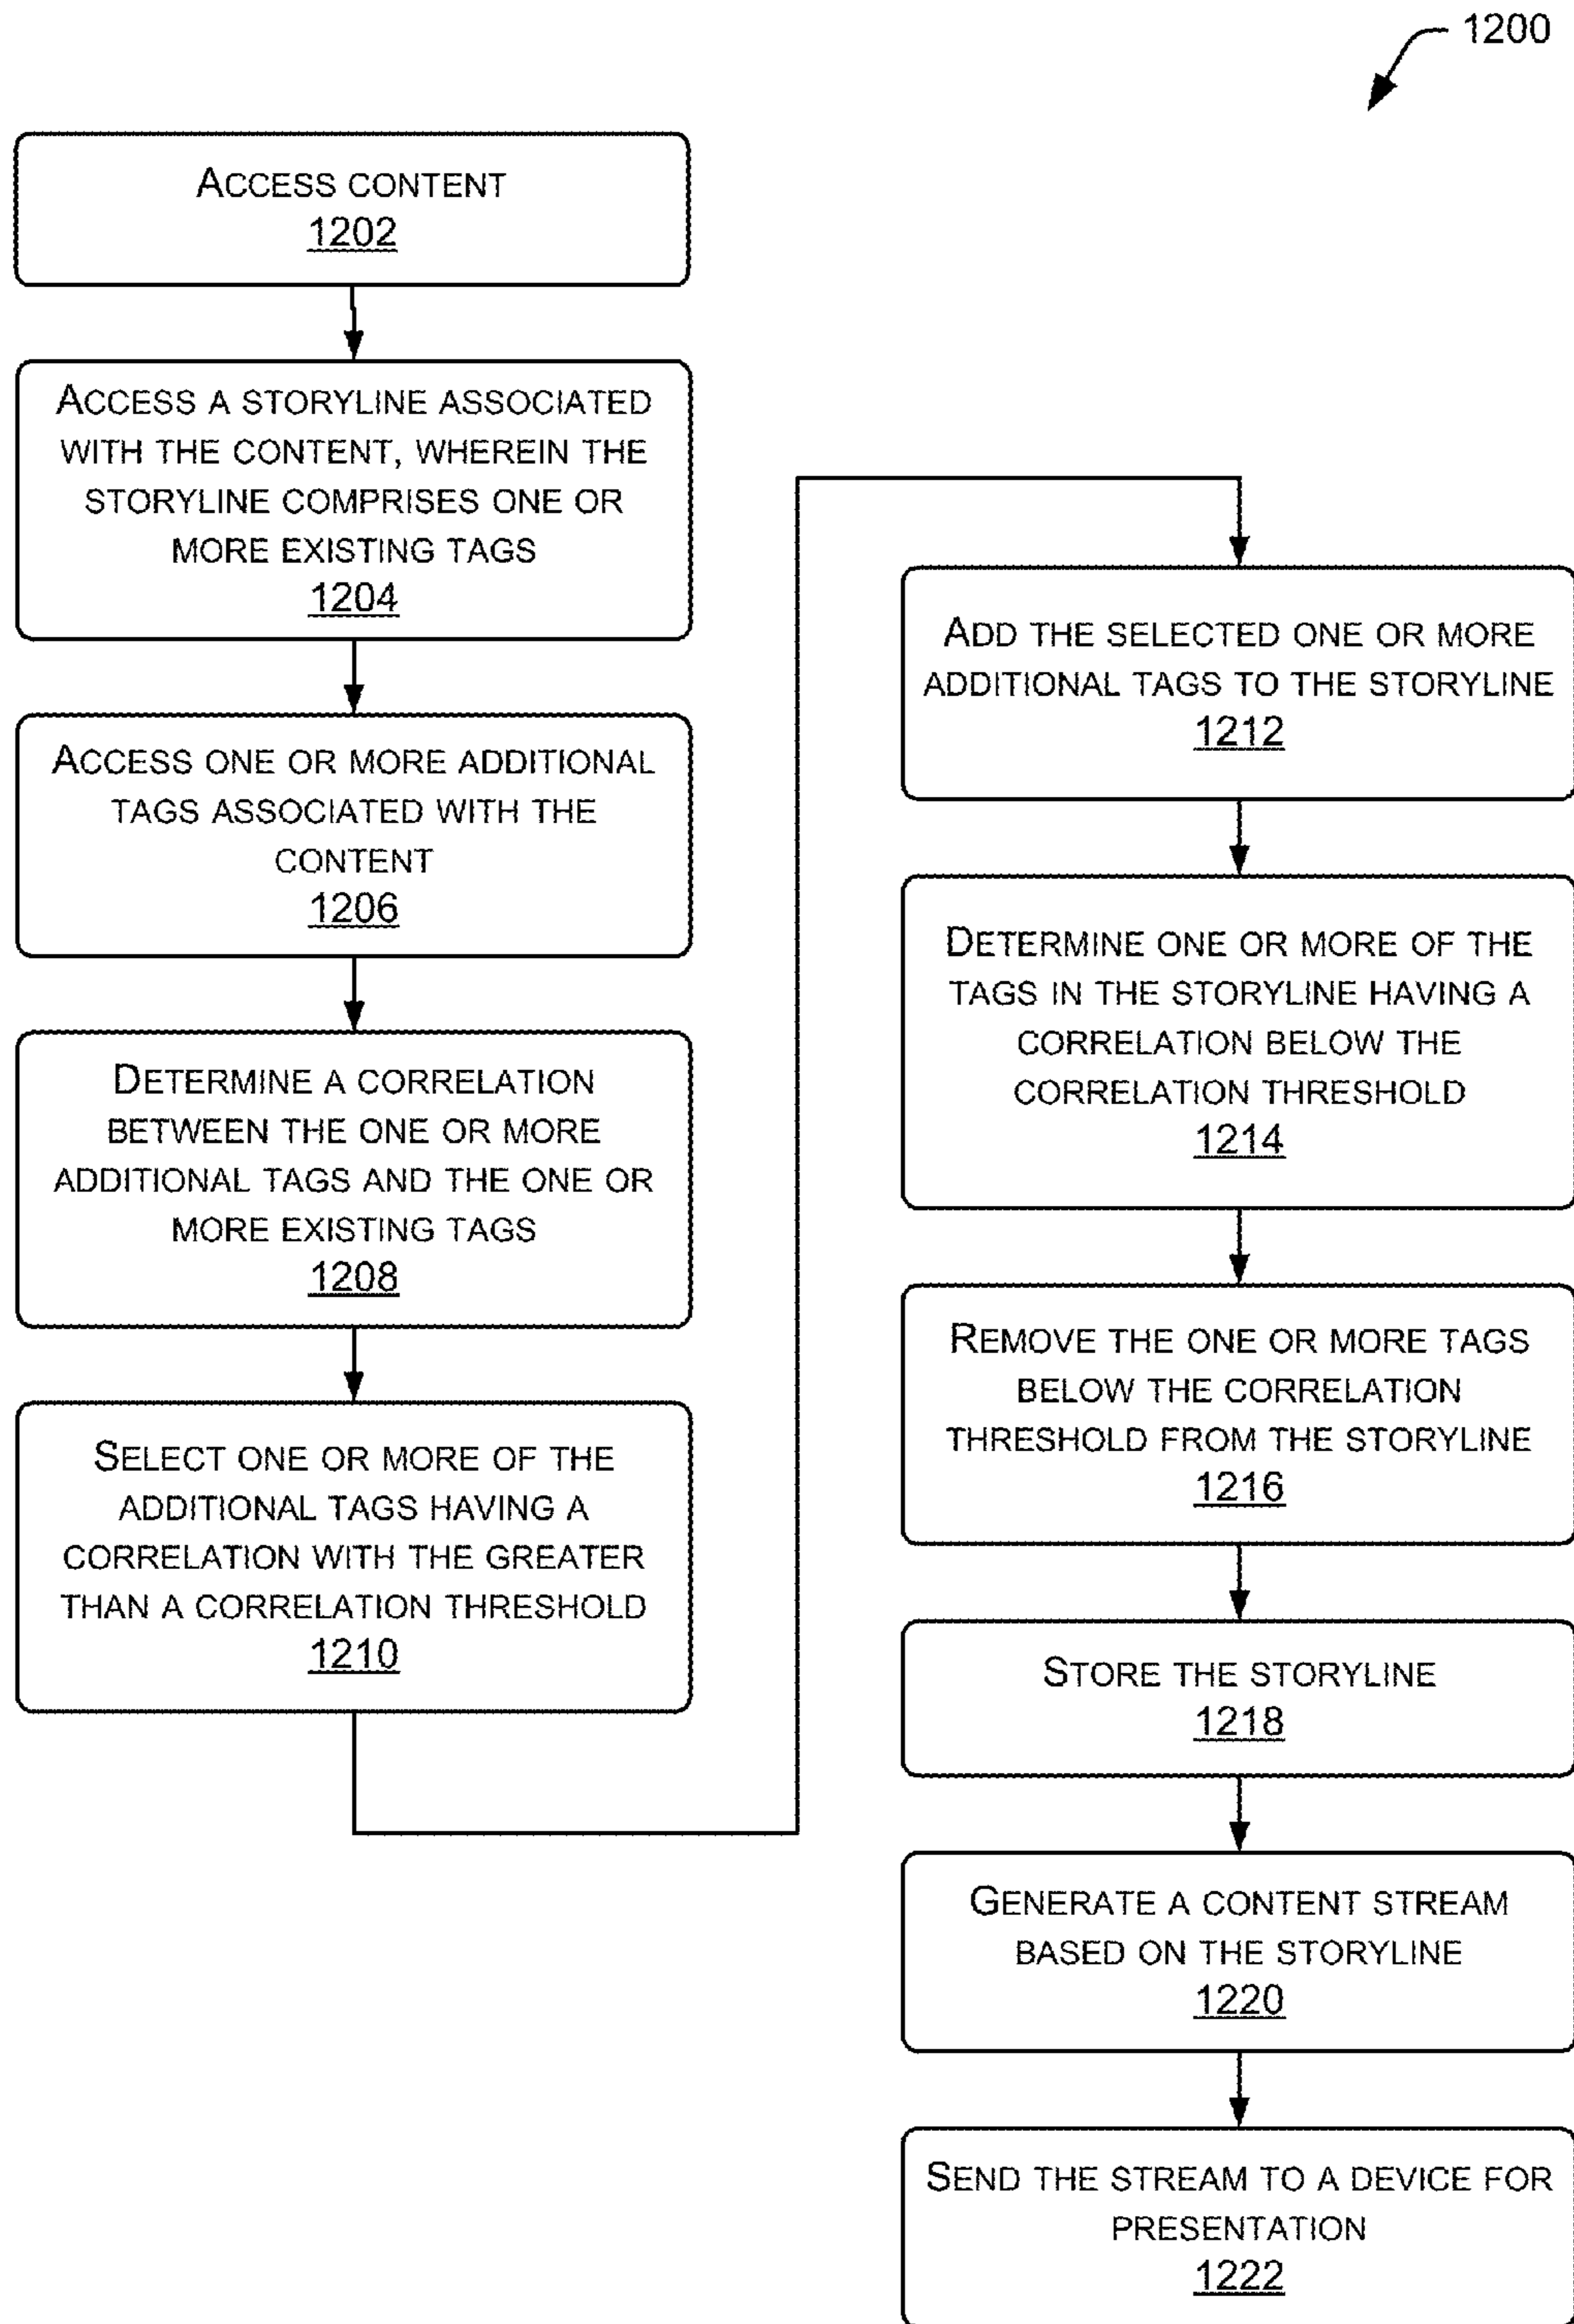 1200
ACCESS CONTENT
1202
ACCESS A STORYLINE ASSOCIATED
WITH THE CONTENT, WHEREIN THE
STORYLINE COMPRISES ONE OR
MORE EXISTING TAGS
1204
ACCESS ONE OR MORE ADDITIONAL
TAGS ASSOCIATED WITH THE
CONTENT
1206
DETERMINE A CORRELATION
BETWEEN THE ONE OR MORE
ADDITIONAL TAGS AND THE ONE OR
MORE EXISTING TAGS
1208
SELECT ONE OR MORE OF THE
ADDITIONAL TAGS HAVING A
CORRELATION WITH THE GREATER
THAN A CORRELATION THRESHOLD
1210
ADD THE SELECTED ONE OR MORE
ADDITIONAL TAGS TO THE STORYLINE
1212
DETERMINE ONE OR MORE OF THE
TAGS IN THE STORYLINE HAVING A
CORRELATION BELOW THE
CORRELATION THRESHOLD
1214
REMOVE THE ONE OR MORE TAGS
BELOW THE CORRELATION
THRESHOLD FROM THE STORYLINE
1216
STORE THE STORYLINE
1218
GENERATE A CONTENT STREAM
BASED ON THE STORYLINE
1220
SEND THE STREAM TO A DEVICE FOR
PRESENTATION
1222